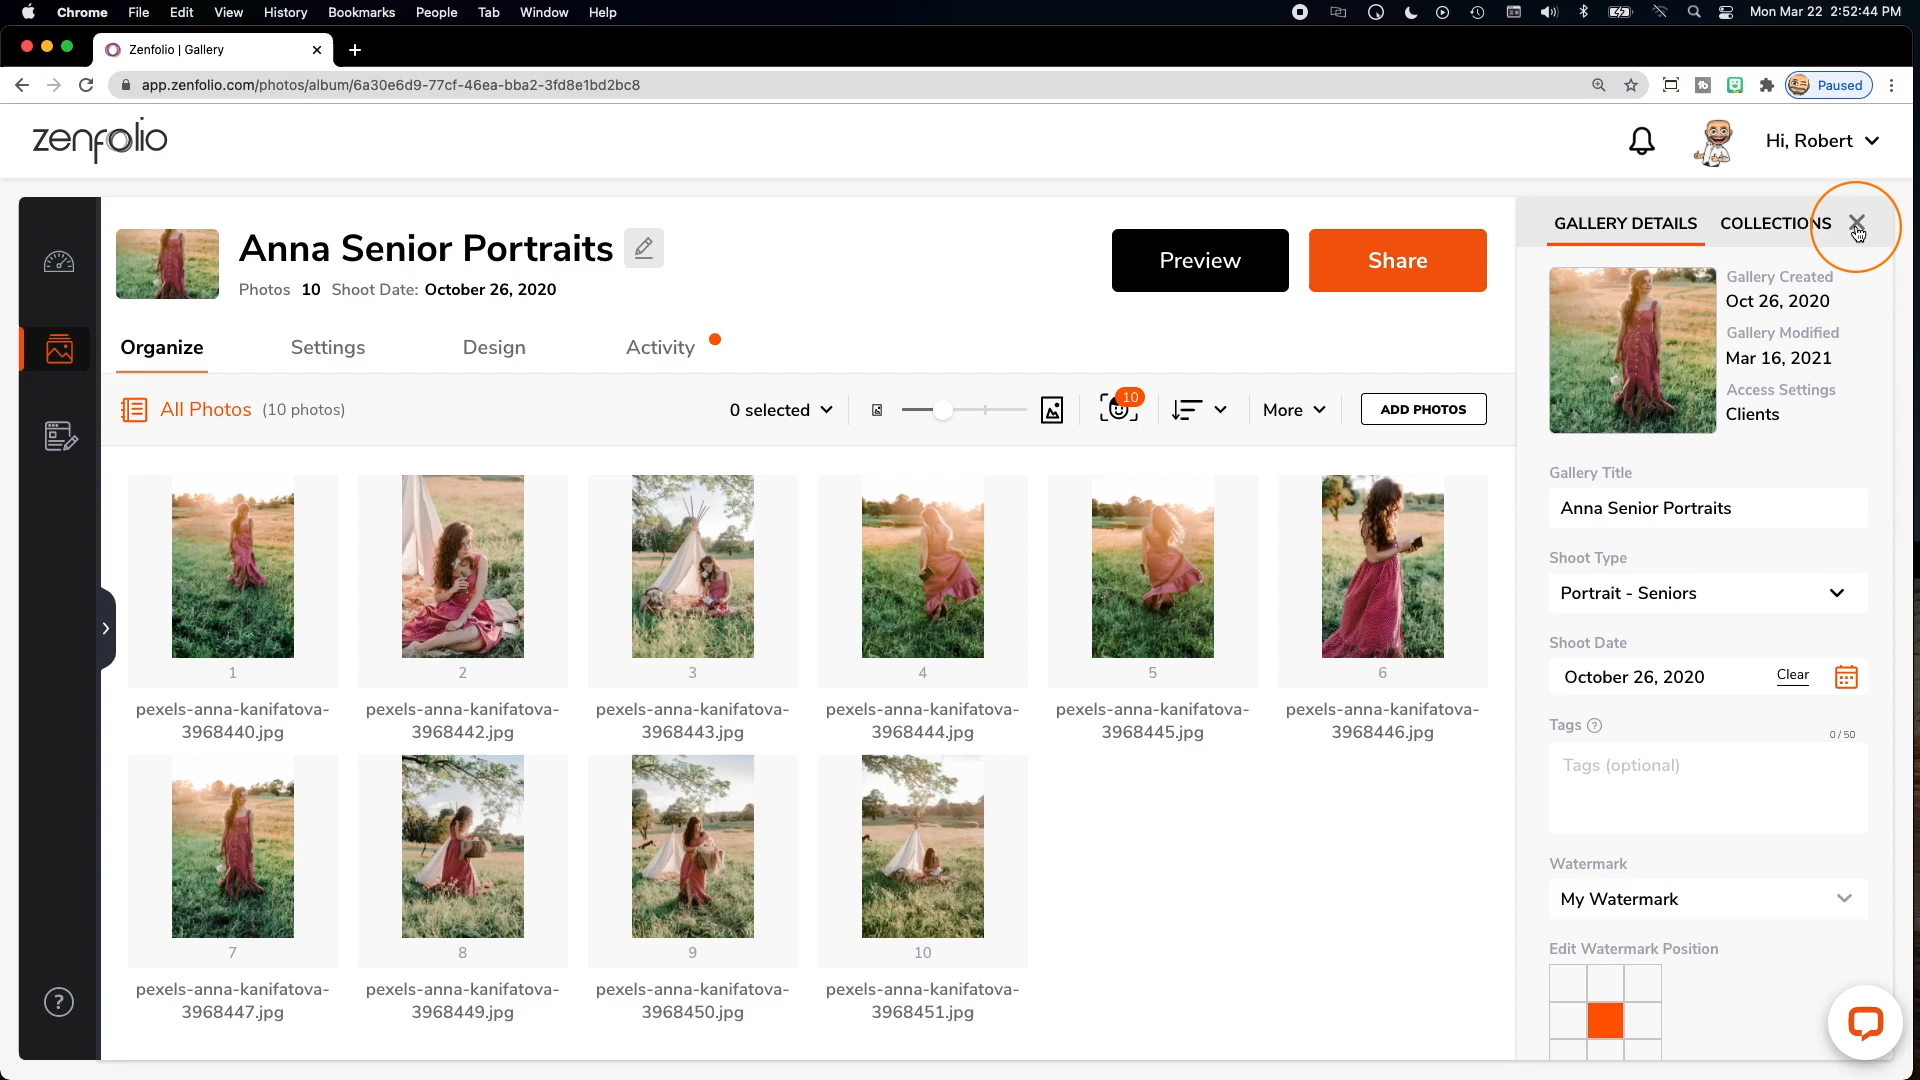 Chrome File Edit View History Bookmarks People Tab Window Help
Mon Mar 22 2:52:44 PM
Zenfolio | Gallery
app.zenfolio.com/photos/album/6a30e6d9-77cf-46ea-bba2-3fd8e1bd2bc8
Paused
zenfolio
Hi, Robert
Anna Senior Portraits
Photos 10 Shoot Date: October 26, 2020
Preview
Share
Organize Settings Design Activity
All Photos (10 photos)
0 selected
10
More
ADD PHOTOS
1
2
3
4
5
6
pexels-anna-kanifatova-
3968440.jpg
pexels-anna-kanifatova-
3968442.jpg
pexels-anna-kanifatova-
3968443.jpg
pexels-anna-kanifatova-
3968444.jpg
pexels-anna-kanifatova-
3968445.jpg
pexels-anna-kanifatova-
3968446.jpg
7
8
9
10
pexels-anna-kanifatova-
3968447.jpg
pexels-anna-kanifatova-
3968449.jpg
pexels-anna-kanifatova-
3968450.jpg
pexels-anna-kanifatova-
3968451.jpg
GALLERY DETAILS COLLECTIONS
Gallery Created
Oct 26, 2020
Gallery Modified
Mar 16, 2021
Access Settings
Clients
Gallery Title
Anna Senior Portraits
Shoot Type
Portrait - Seniors
Shoot Date
October 26, 2020 Clear
Tags ?
0 / 50
Tags (optional)
Watermark
My Watermark
Edit Watermark Position
?